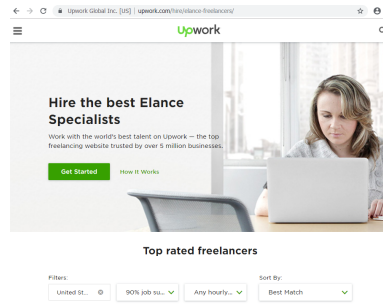 Upwork Global Inc. [US] | upwork.com/hire/elance-freelancers/
Upwork
Hire the best Elance
Specialists
Work with the world's best talent on Upwork — the top
freelancing website trusted by over 5 million businesses.
Get Started How It Works
Top rated freelancers
Filters: Sort By:
United St... 90% job su... Any hourly... Best Match